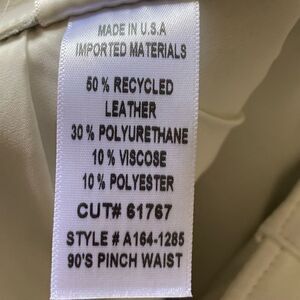 MADE IN U.S.A
IMPORTED MATERIALS
50 % RECYCLED
LEATHER
30 % POLYURETHANE
10 % VISCOSE
10 % POLYESTER
CUT# 61767
STYLE # A164-1285
90'S PINCH WAIST